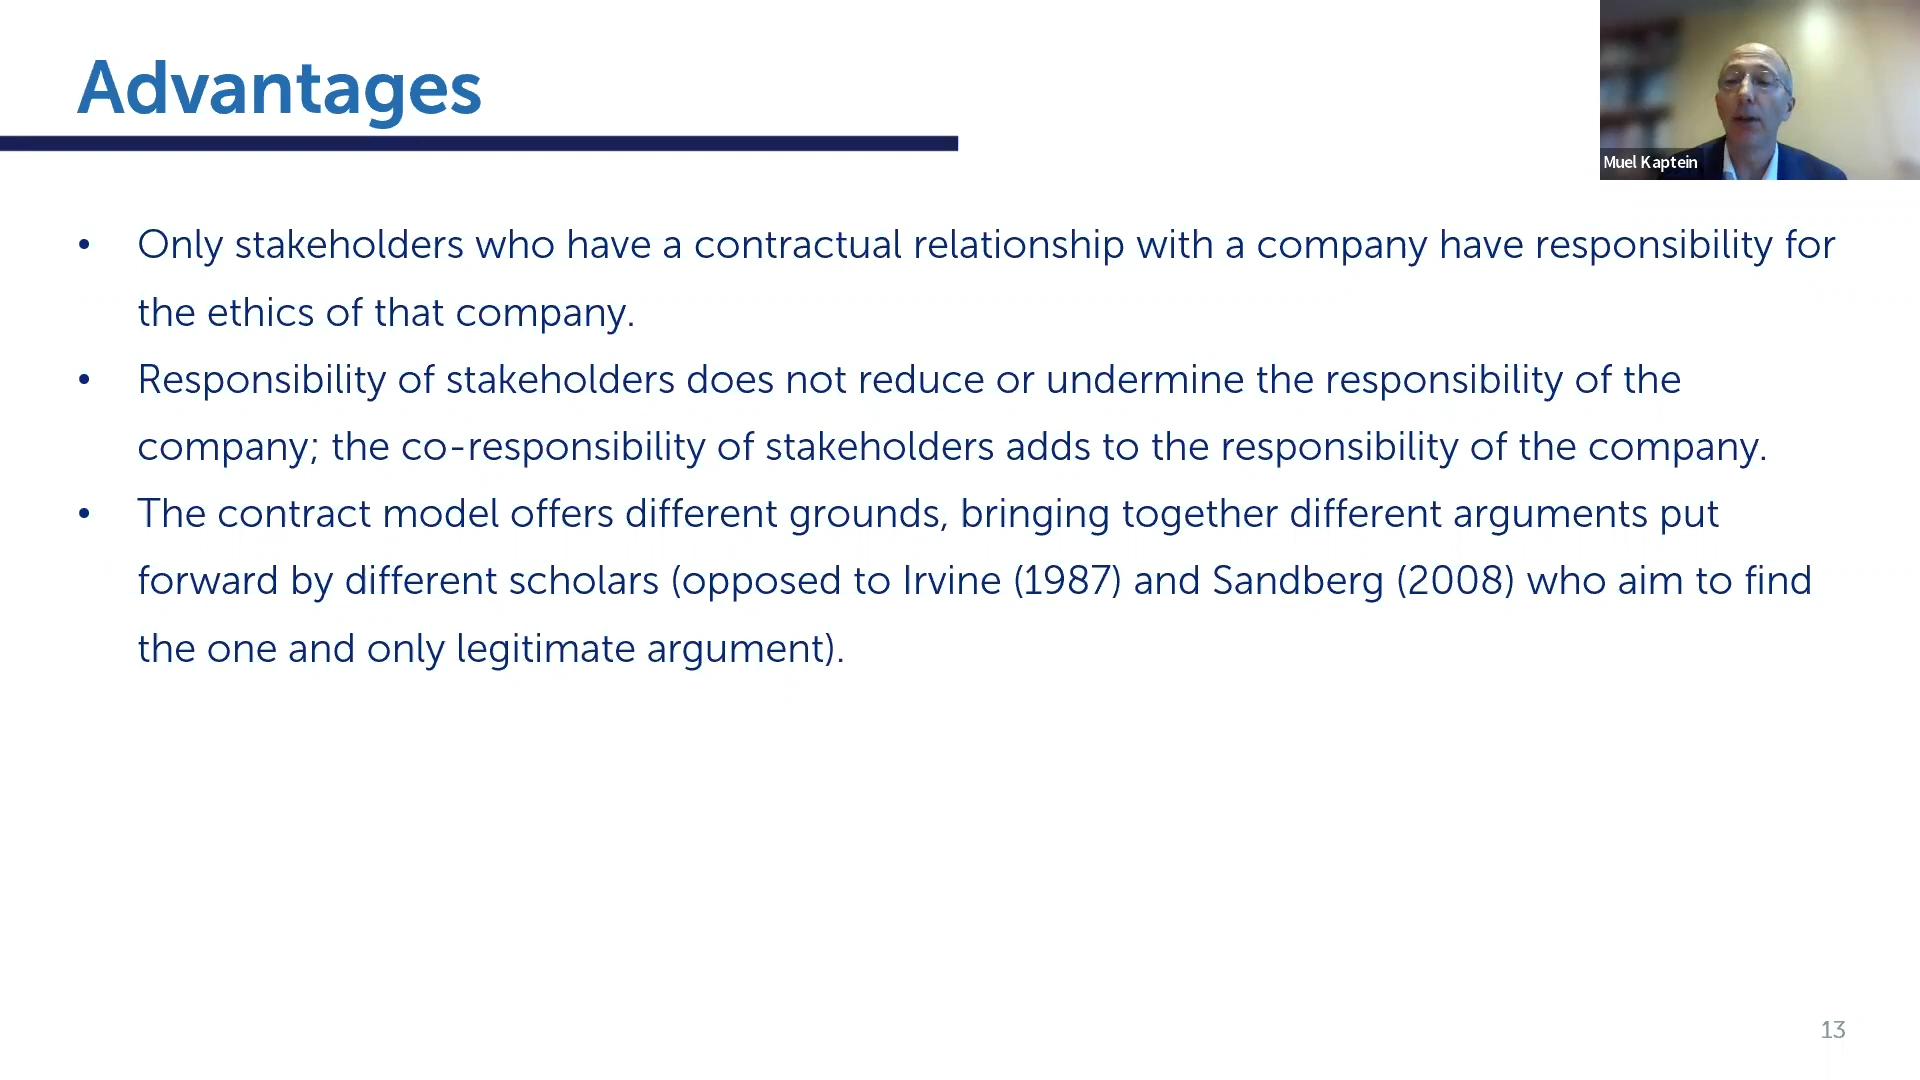 Advantages
Muel Kaptein
• Only stakeholders who have a contractual relationship with a company have responsibility for
the ethics of that company.
• Responsibility of stakeholders does not reduce or undermine the responsibility of the
company; the co-responsibility of stakeholders adds to the responsibility of the company.
• The contract model offers different grounds, bringing together different arguments put
forward by different scholars (opposed to Irvine (1987) and Sandberg (2008) who aim to find
the one and only legitimate argument).
13